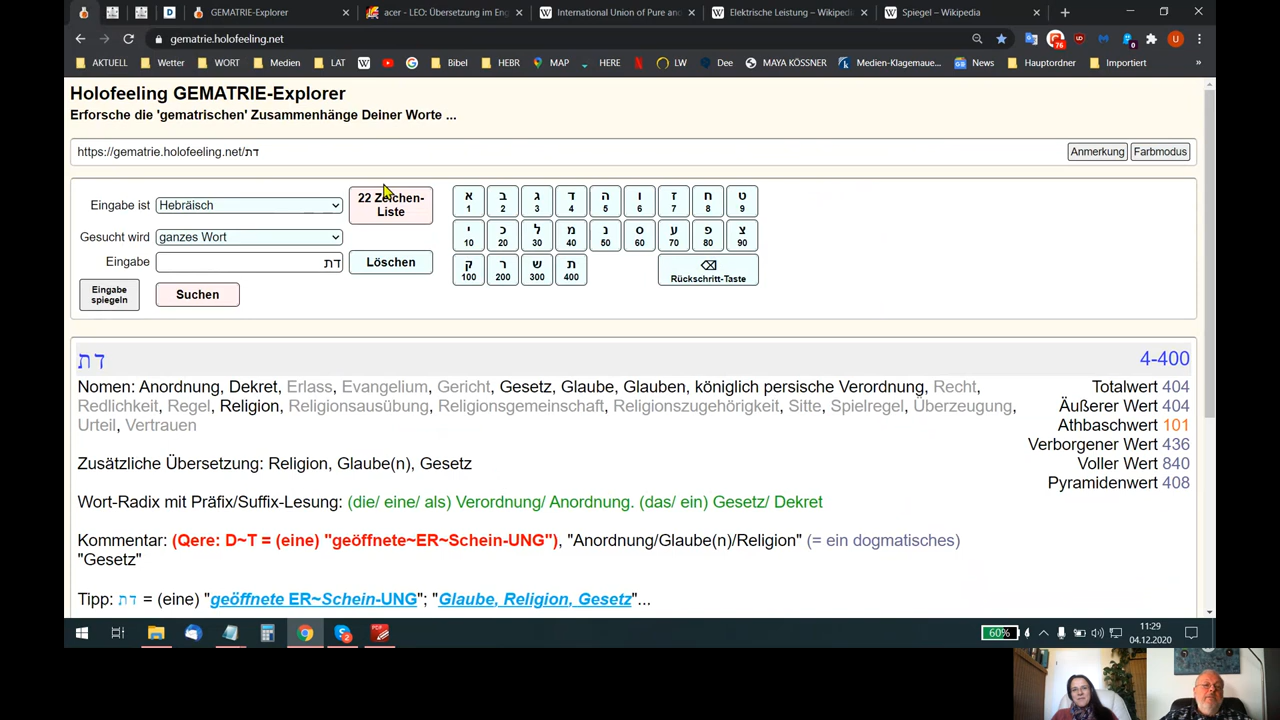 GEMATRIE-Explorer
acer - LEO: Übersetzung im Eng
International Union of Pure an
Elektrische Leistung – Wikipedia
Spiegel – Wikipedia
gematrie.holofeeling.net
76
0
U
AKTUELL Wetter WORT Medien LAT Bibel HEBR MAP HERE LW Dee MAYA KÖSSNER Medien-Klagemaue... News Hauptordner Importiert »
Holofeeling GEMATRIE-Explorer
Erforsche die 'gematrischen' Zusammenhänge Deiner Worte ...
https://gematrie.holofeeling.net/דת
Anmerkung Farbmodus
Eingabe ist Hebräisch
22 Zeichen-Liste
Gesucht wird ganzes Wort
Eingabe דת
Löschen
Eingabe spiegeln
Suchen
א ב ג ד ה ו ז ח ט
1 2 3 4 5 6 7 8 9
י כ ל מ נ ס ע פ צ
10 20 30 40 50 60 70 80 90
ק ר ש ת
100 200 300 400
Rückschritt-Taste
דת 4-400
Nomen: Anordnung, Dekret, Erlass, Evangelium, Gericht, Gesetz, Glaube, Glauben, königlich persische Verordnung, Recht,
Redlichkeit, Regel, Religion, Religionsausübung, Religionsgemeinschaft, Religionszugehörigkeit, Sitte, Spielregel, Überzeugung,
Urteil, Vertrauen
Totalwert 404
Äußerer Wert 404
Athbaschwert 101
Verborgener Wert 436
Voller Wert 840
Pyramidenwert 408
Zusätzliche Übersetzung: Religion, Glaube(n), Gesetz
Wort-Radix mit Präfix/Suffix-Lesung: (die/ eine/ als) Verordnung/ Anordnung. (das/ ein) Gesetz/ Dekret
Kommentar: (Qere: D~T = (eine) "geöffnete~ER~Schein-UNG"), "Anordnung/Glaube(n)/Religion" (= ein dogmatisches)
"Gesetz"
Tipp: דת = (eine) "geöffnete ER~Schein-UNG"; "Glaube, Religion, Gesetz"...
60%
11:29
04.12.2020